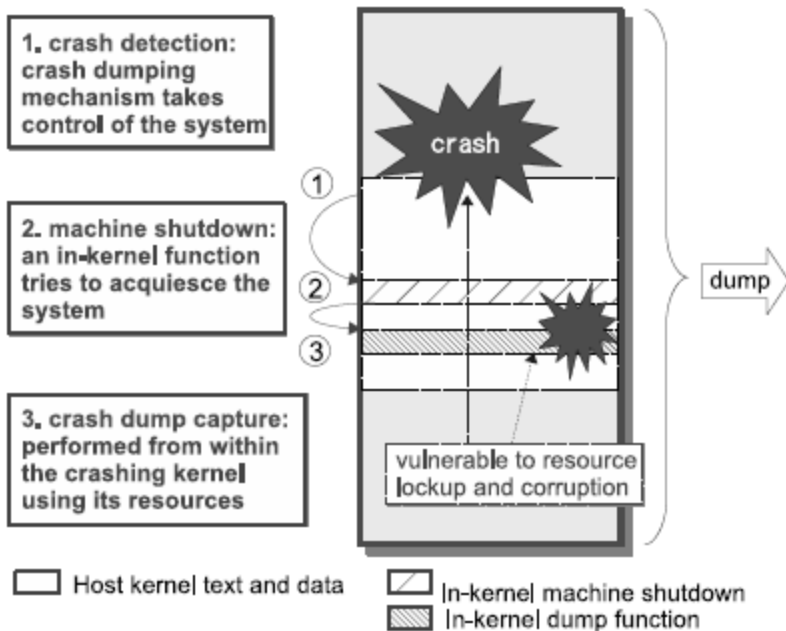 1. crash detection:
crash dumping
mechanism takes
control of the system
2. machine shutdown:
an in-kernel function
tries to acquiesce the
system
3. crash dump capture:
performed from within
the crashing kernel
using its resources
crash
1
2
3
dump
vulnerable to resource
lockup and corruption
Host kernel text and data
In-kernel machine shutdown
In-kernel dump function